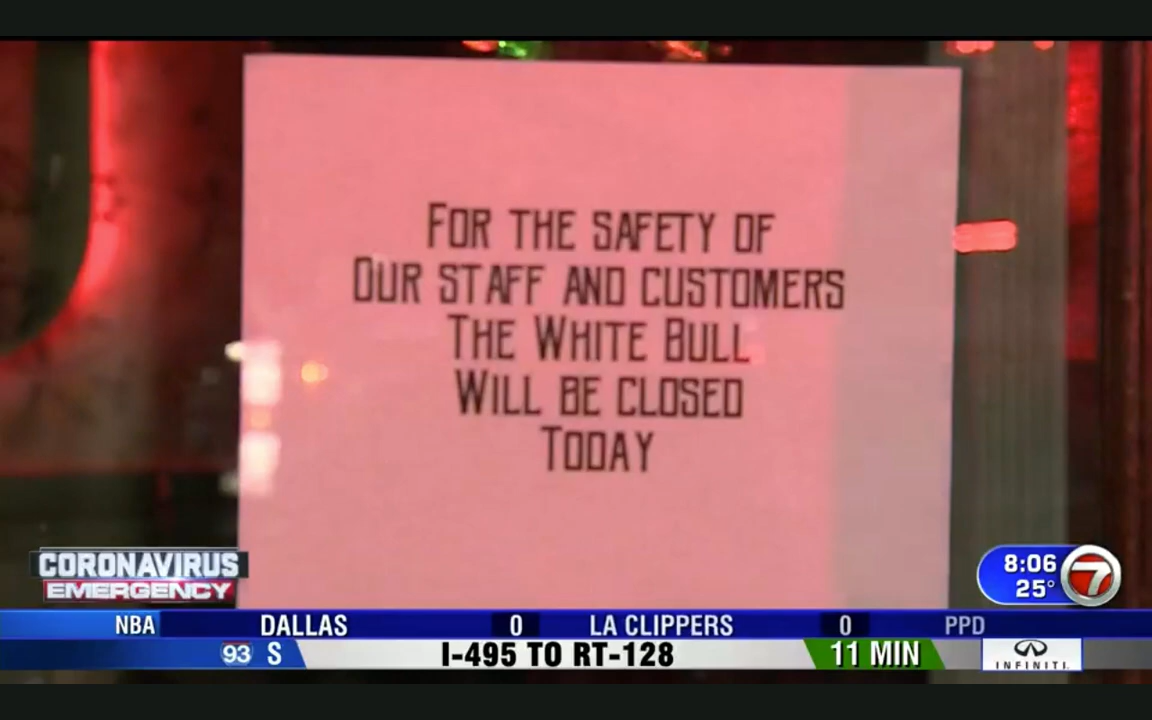 FOR THE SAFETY OF
OUR STAFF AND CUSTOMERS
THE WHITE BULL
WILL BE CLOSED
TODAY
CORONAVIRUS
EMERGENCY
8:06
25° 7
NBA DALLAS 0 LA CLIPPERS 0 PPD
93 S I-495 TO RT-128 11 MIN INFINITI